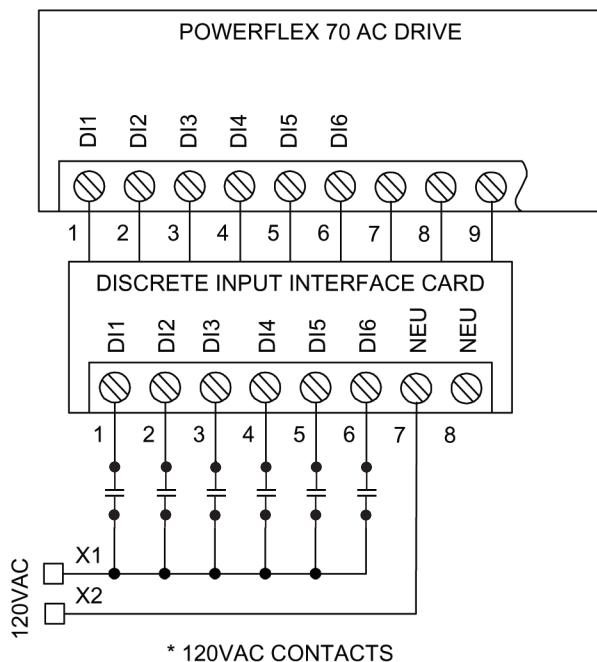 POWERFLEX 70 AC DRIVE
DI1 DI2 DI3 DI4 DI5 DI6
1 2 3 4 5 6 7 8 9
DISCRETE INPUT INTERFACE CARD
DI1 DI2 DI3 DI4 DI5 DI6 NEU NEU
1 2 3 4 5 6 7 8
120VAC
X1
X2
* 120VAC CONTACTS